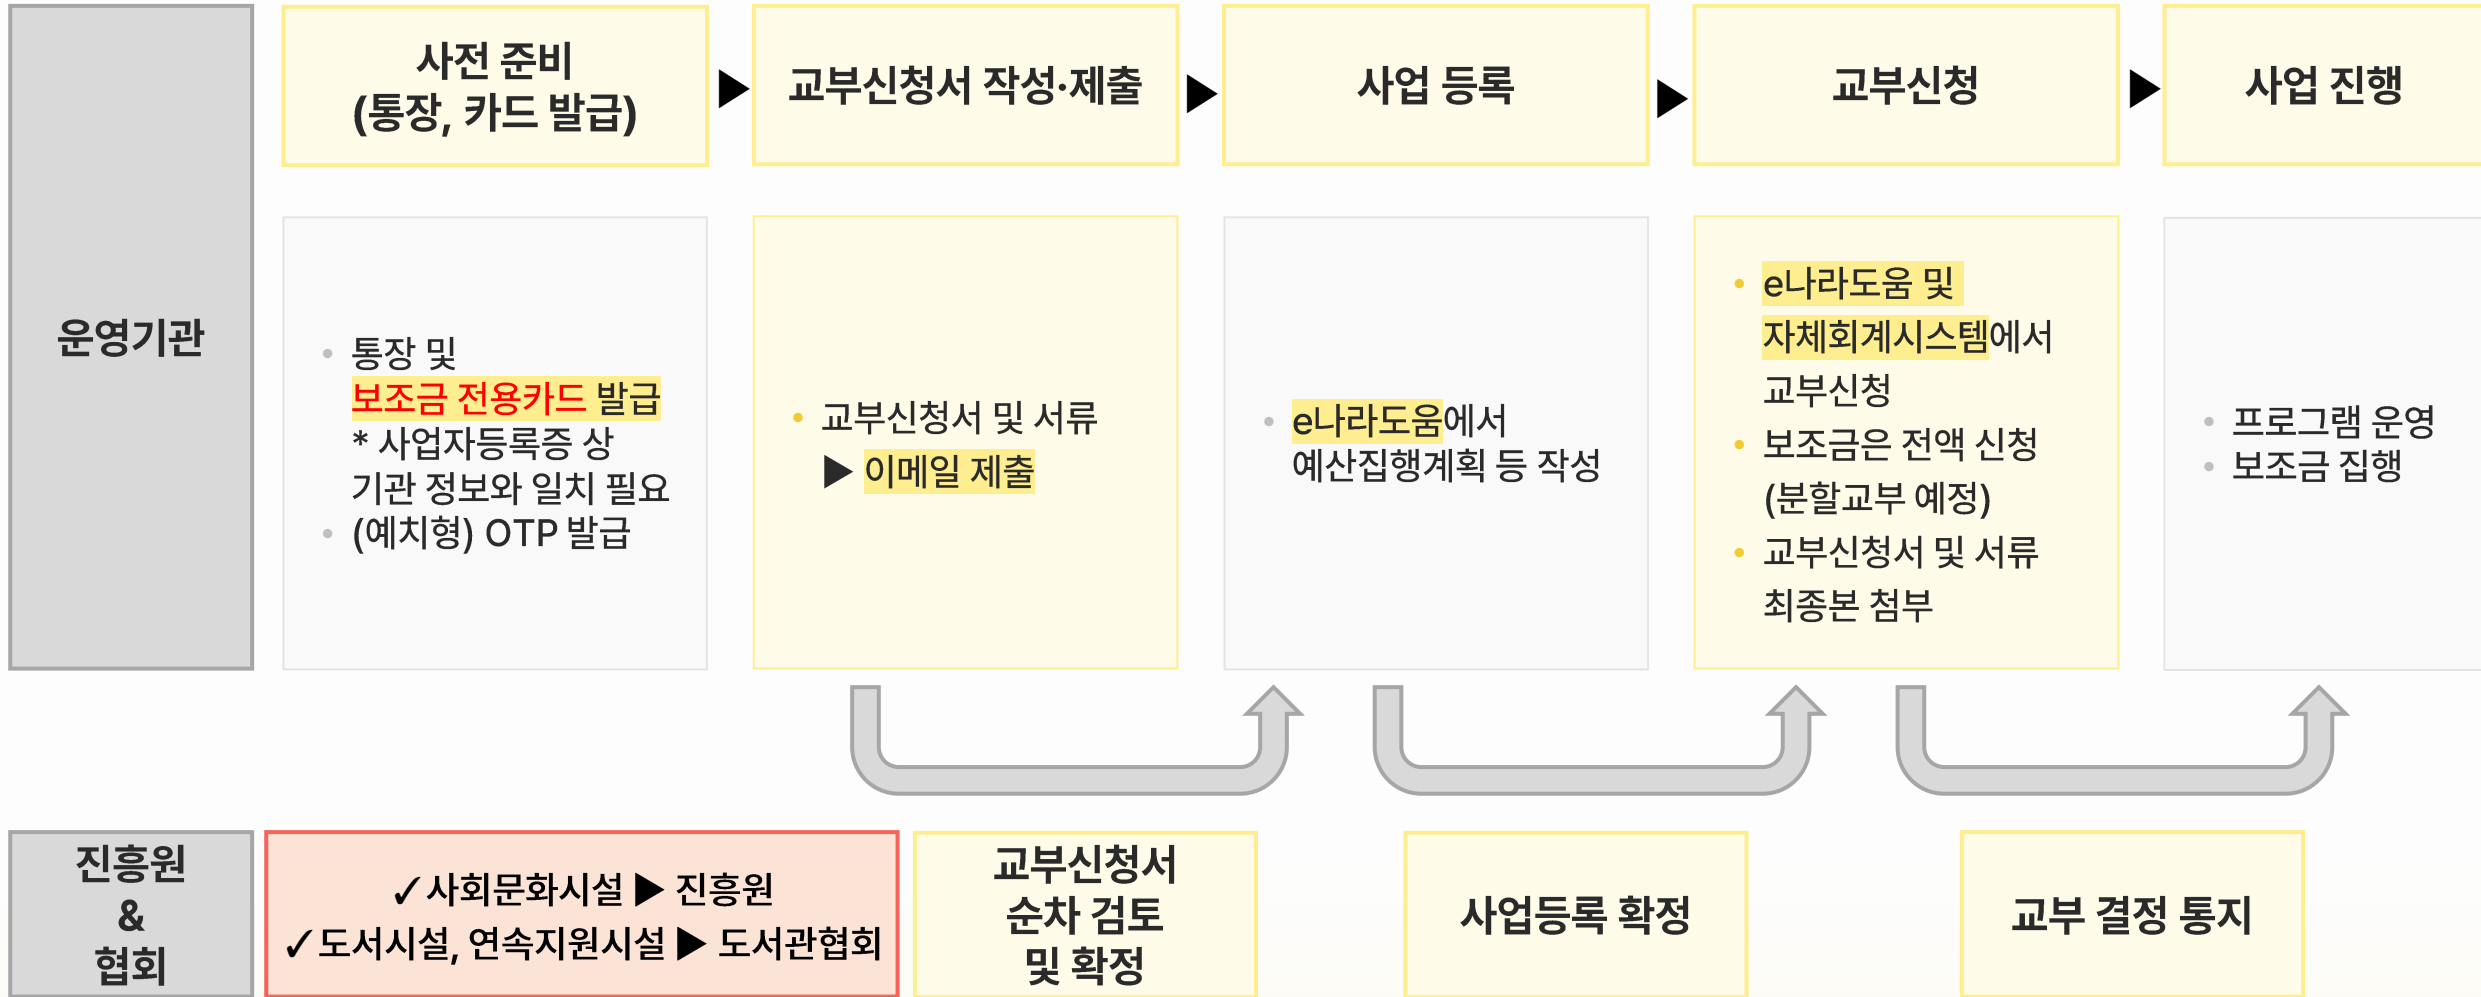 운영기관
사전 준비
(통장, 카드 발급)
▶
교부신청서 작성·제출
▶
사업 등록
▶
교부신청
▶
사업 진행
• 통장 및
보조금 전용카드 발급
* 사업자등록증 상
기관 정보와 일치 필요
• (예치형) OTP 발급
• 교부신청서 및 서류
▶ 이메일 제출
• e나라도움에서
예산집행계획 등 작성
• e나라도움 및
자체회계시스템에서
교부신청
• 보조금은 전액 신청
(분할교부 예정)
• 교부신청서 및 서류
최종본 첨부
• 프로그램 운영
• 보조금 집행
진흥원
&
협회
✓사회문화시설 ▶ 진흥원
✓도서시설, 연속지원시설 ▶ 도서관협회
교부신청서
순차 검토
및 확정
사업등록 확정
교부 결정 통지